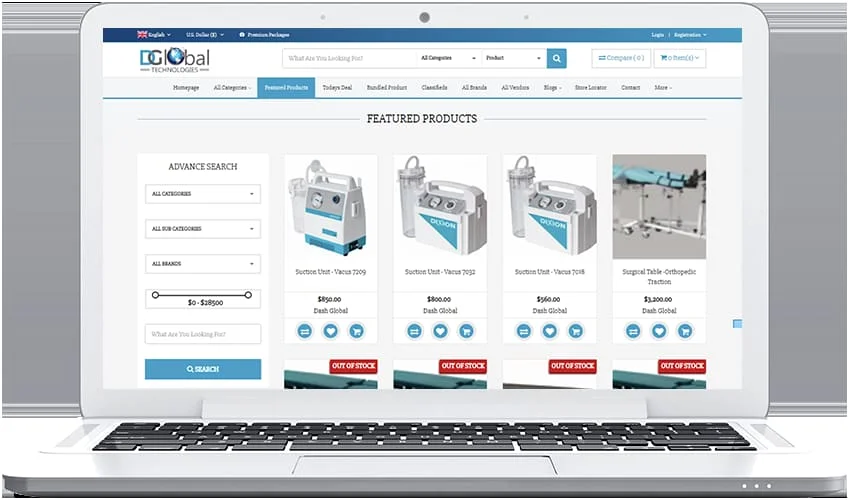 English
U.S. Dollar ($)
Premium Packages
Login | Registration
DGlobal
TECHNOLOGIES
What Are You Looking For?
All Categories
Product
Compare ( 0 )
0 Item(s)
Homepage
All Categories
Featured Products
Todays Deal
Bundled Product
Classifieds
All Brands
All Vendors
Blogs
Store Locator
Contact
More
FEATURED PRODUCTS
ADVANCE SEARCH
ALL CATEGORIES
ALL SUB CATEGORIES
ALL BRANDS
$0 - $28500
What Are You Looking For?
SEARCH
Suction Unit - Vacus 7209
$850.00
Dash Global
DIXION
Suction Unit - Vacus 7032
$800.00
Dash Global
DIXION
Suction Unit - Vacus 7018
$560.00
Dash Global
Surgical Table -Orthopedic
Traction
$3,200.00
Dash Global
OUT OF STOCK
OUT OF STOCK
OUT OF STOCK
OUT OF STOCK